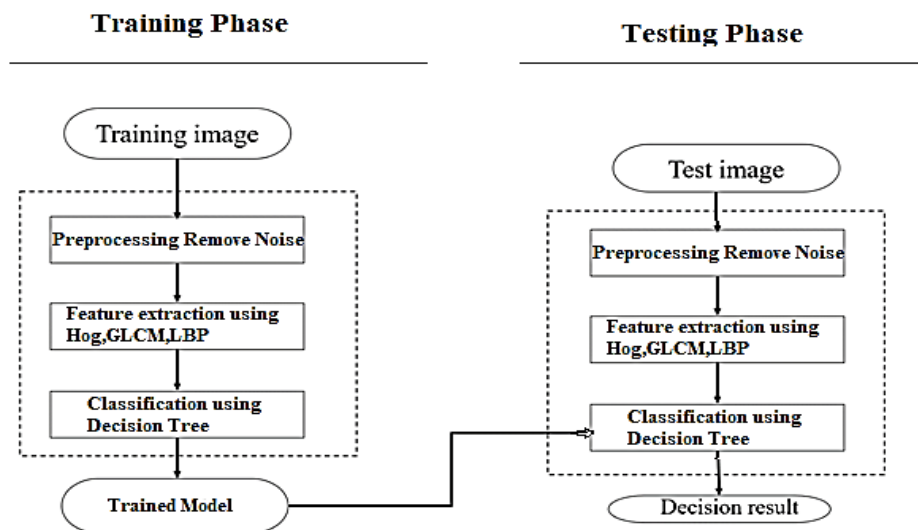 Training Phase
Training image
Preprocessing Remove Noise
Feature extraction using
Hog,GLCM,LBP
Classification using
Decision Tree
Trained Model
Testing Phase
Test image
Preprocessing Remove Noise
Feature extraction using
Hog,GLCM,LBP
Classification using
Decision Tree
Decision result